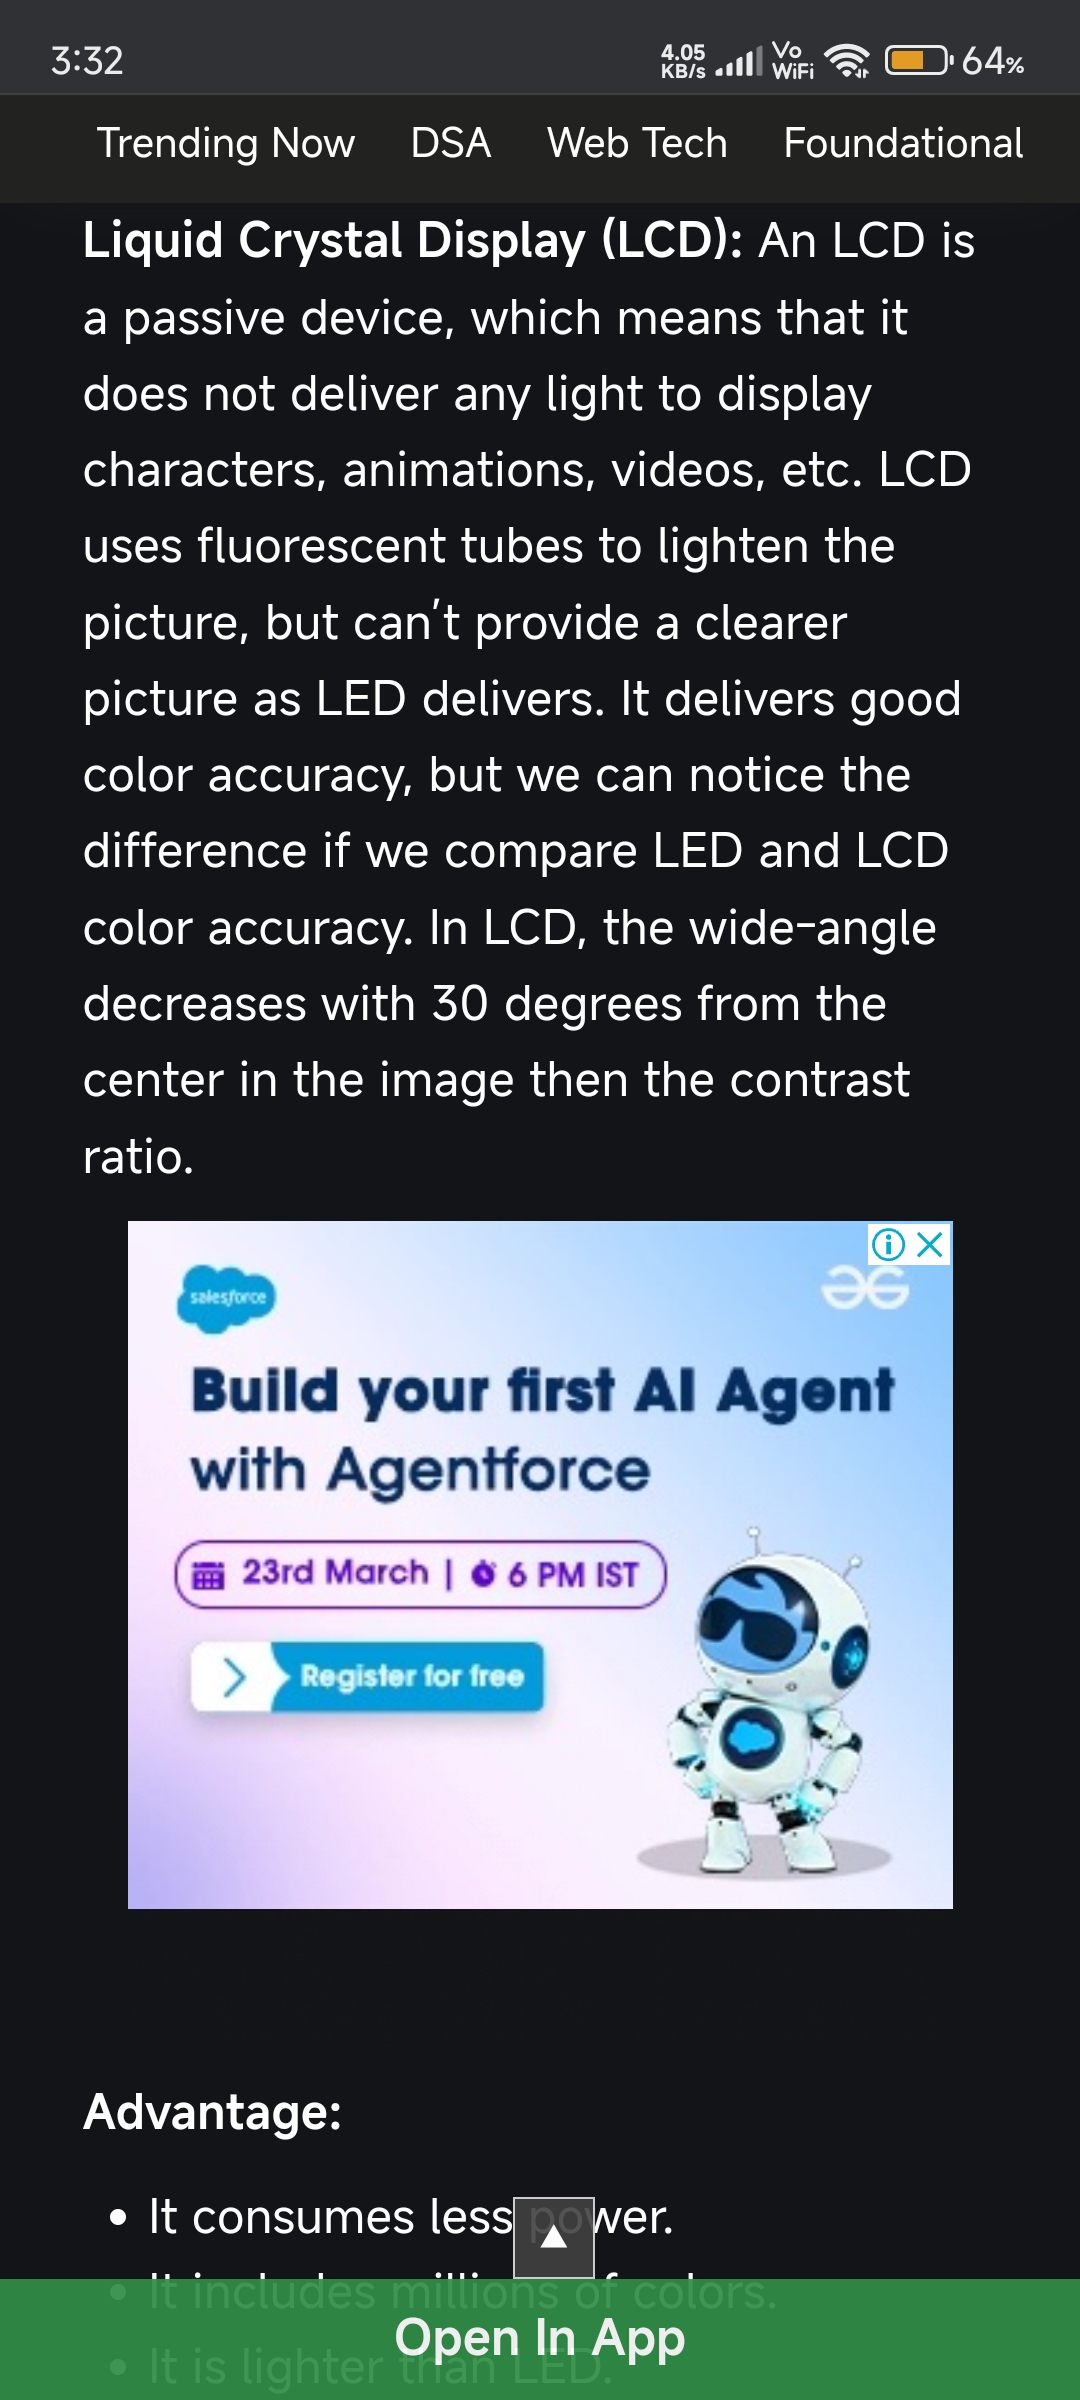 3:32
4.05
KB/s
Vo
WiFi
64%
Trending Now DSA Web Tech Foundational
Liquid Crystal Display (LCD): An LCD is
a passive device, which means that it
does not deliver any light to display
characters, animations, videos, etc. LCD
uses fluorescent tubes to lighten the
picture, but can't provide a clearer
picture as LED delivers. It delivers good
color accuracy, but we can notice the
difference if we compare LED and LCD
color accuracy. In LCD, the wide-angle
decreases with 30 degrees from the
center in the image then the contrast
ratio.
salesforce
Build your first AI Agent
with Agentforce
23rd March | 6 PM IST
Register for free
Advantage:
• It consumes less power.
• It includes millions of colors.
• It is lighter than LED.
Open In App